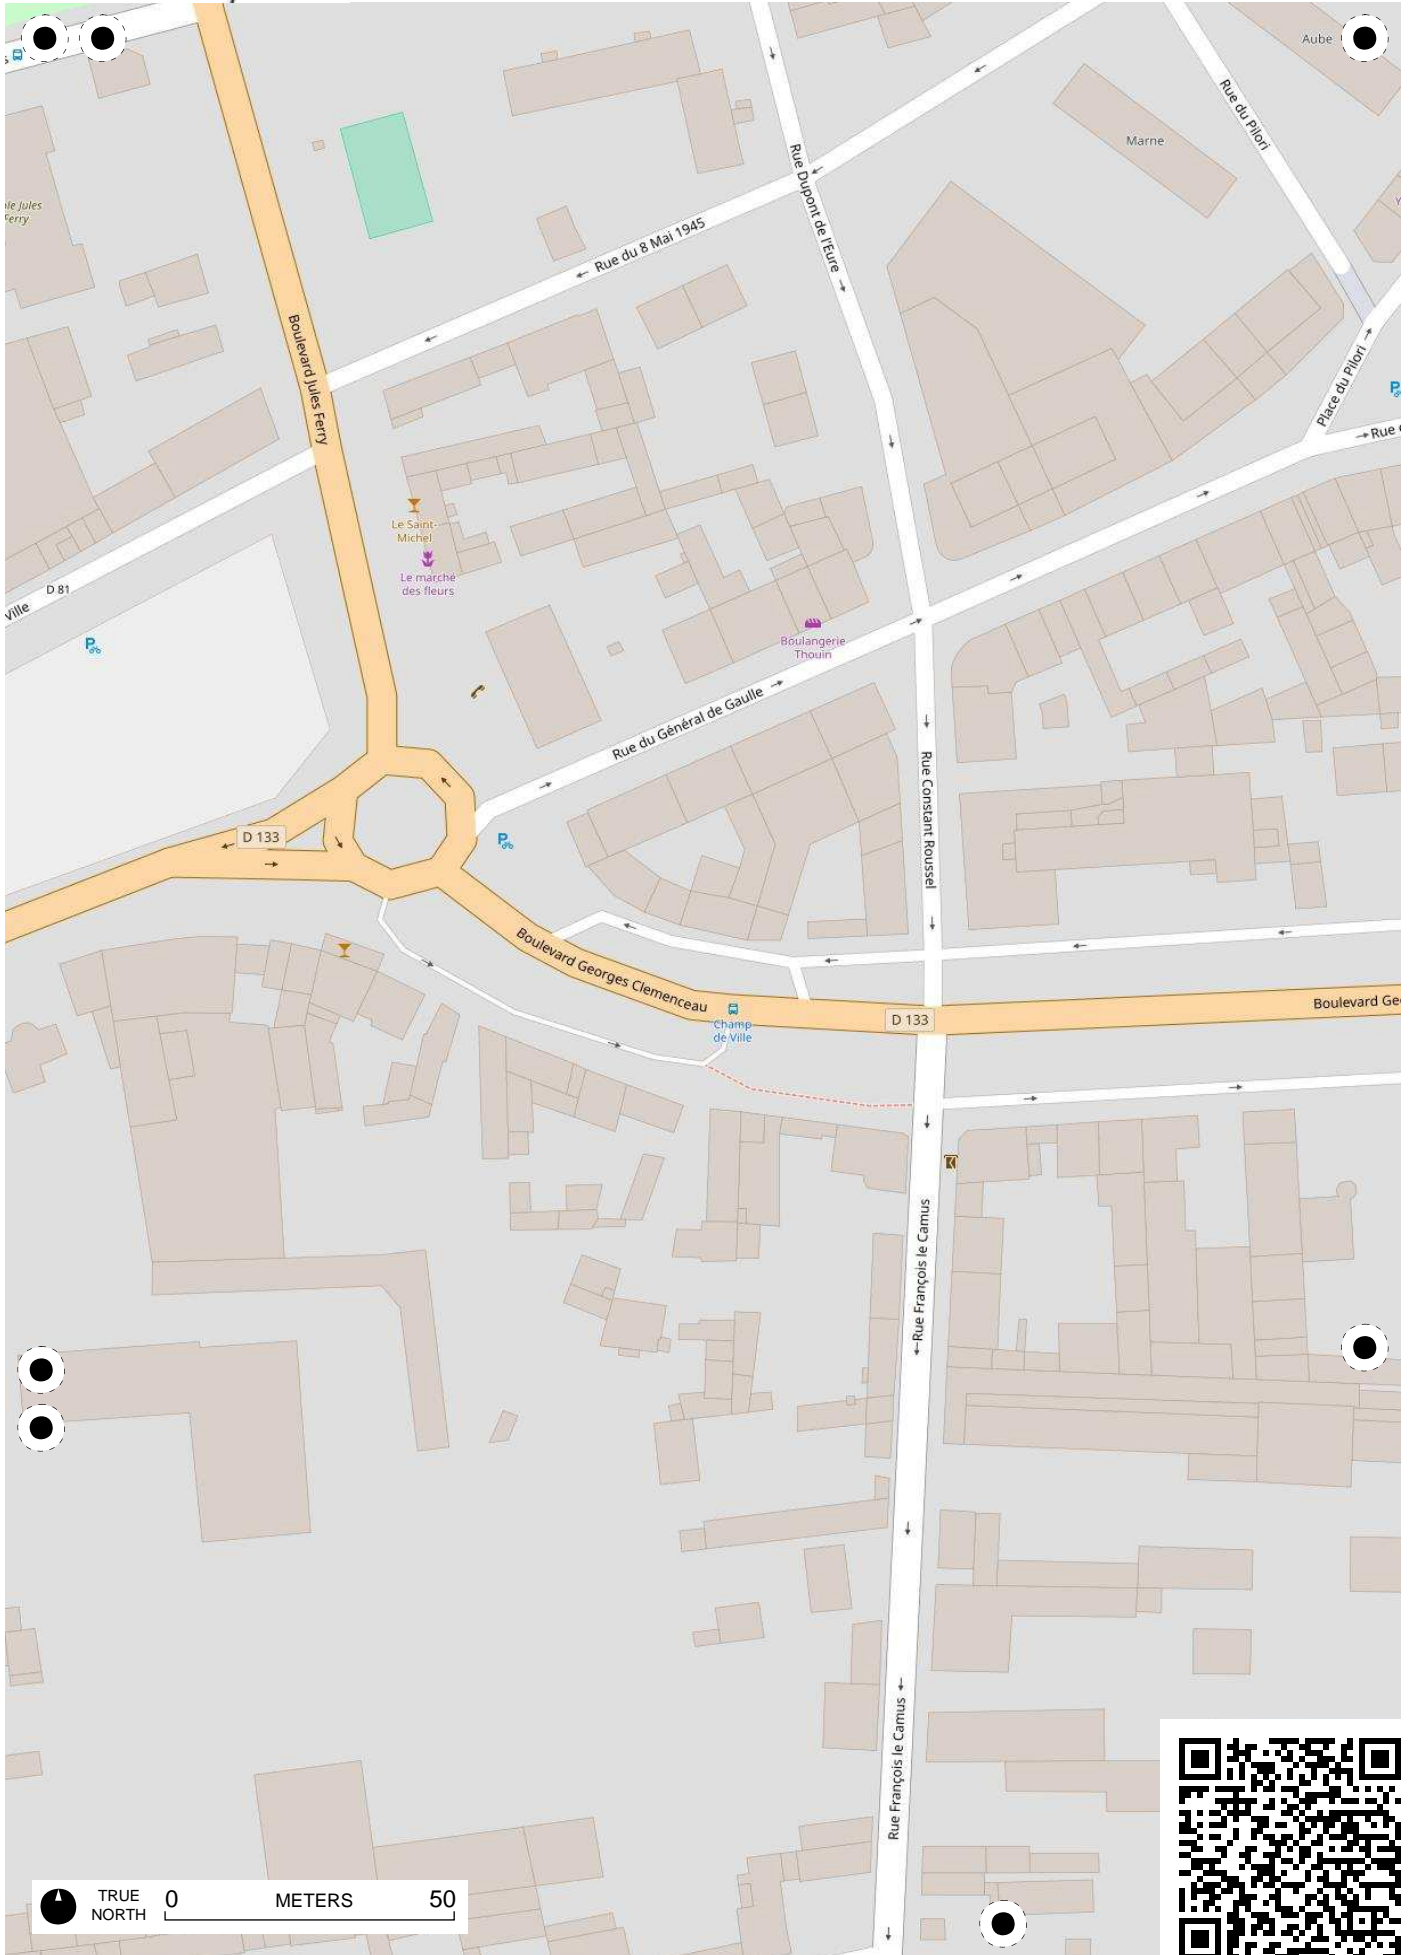 Aube
Rue du Pilori
Marne
Rue Dupont de l'Eure
Ferry
Rue du 8 Mai 1945
Boulevard Jules Ferry
Place du Pilori
Rue
Le Saint-
Michel
Le marché
des fleurs
D 81
P
ville
P
Boulangerie
Thouin
Rue du Général de Gaulle
Rue Constant Roussel
D 133
P
Boulevard Georges Clemenceau
Champ
de Ville
D 133
Boulevard Geo
Rue François le Camus
Rue François le Camus
TRUE
NORTH
0 METERS 50